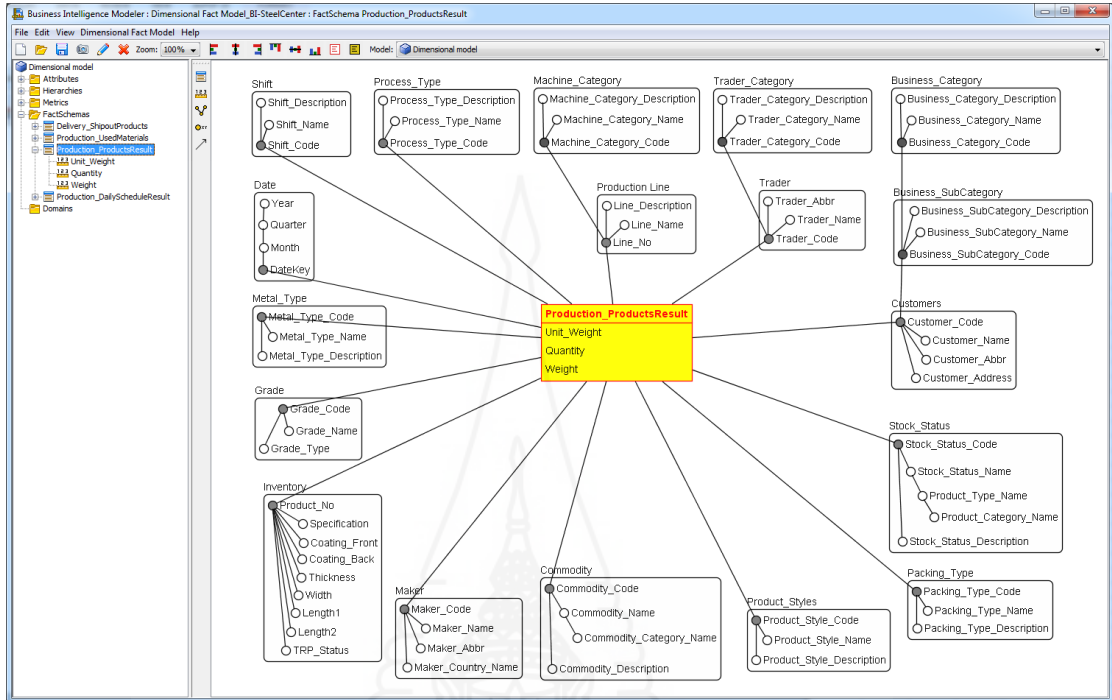 Business Intelligence Modeler : Dimensional Fact Model_BI-SteelCenter : FactSchema Production_ProductsResult
File Edit View Dimensional Fact Model Help
Zoom: 100% Model: Dimensional model
Dimensional model
Attributes
Hierarchies
Metrics
FactSchemas
Delivery_ShipoutProducts
Production_UsedMaterials
Production_ProductsResult
Unit_Weight
Quantity
Weight
Production_DailyScheduleResult
Domains
Shift
Shift_Description
Shift_Name
Shift_Code
Process_Type
Process_Type_Description
Process_Type_Name
Process_Type_Code
Machine_Category
Machine_Category_Description
Machine_Category_Name
Machine_Category_Code
Trader_Category
Trader_Category_Description
Trader_Category_Name
Trader_Category_Code
Business_Category
Business_Category_Description
Business_Category_Name
Business_Category_Code
Date
Year
Quarter
Month
DateKey
Production Line
Line_Description
Line_Name
Line_No
Trader
Trader_Abbr
Trader_Name
Trader_Code
Business_SubCategory
Business_SubCategory_Description
Business_SubCategory_Name
Business_SubCategory_Code
Metal_Type
Metal_Type_Code
Metal_Type_Name
Metal_Type_Description
Production_ProductsResult
Unit_Weight
Quantity
Weight
Customers
Customer_Code
Customer_Name
Customer_Abbr
Customer_Address
Grade
Grade_Code
Grade_Name
Grade_Type
Stock_Status
Stock_Status_Code
Stock_Status_Name
Product_Type_Name
Product_Category_Name
Stock_Status_Description
Inventory
Product_No
Specification
Coating_Front
Coating_Back
Thickness
Width
Length1
Length2
TRP_Status
Maker
Maker_Code
Maker_Name
Maker_Abbr
Maker_Country_Name
Commodity
Commodity_Code
Commodity_Name
Commodity_Category_Name
Commodity_Description
Product_Styles
Product_Style_Code
Product_Style_Name
Product_Style_Description
Packing_Type
Packing_Type_Code
Packing_Type_Name
Packing_Type_Description